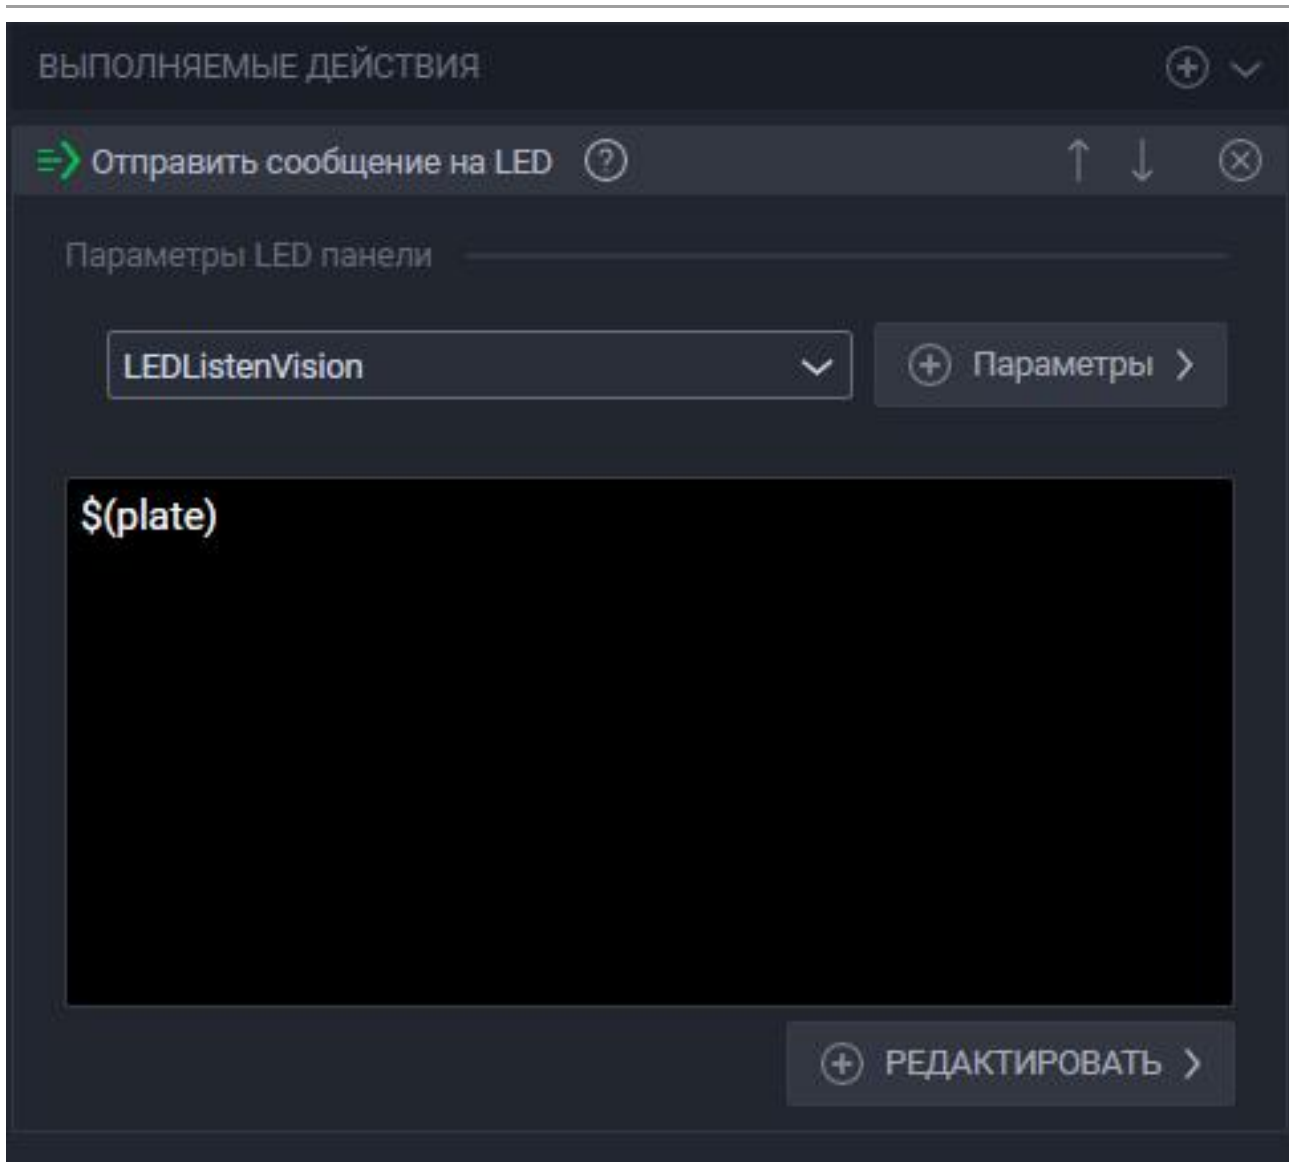 ВЫПОЛНЯЕМЫЕ ДЕЙСТВИЯ
Отправить сообщение на LED
Параметры LED панели
LEDListenVision
Параметры
$(plate)
РЕДАКТИРОВАТЬ